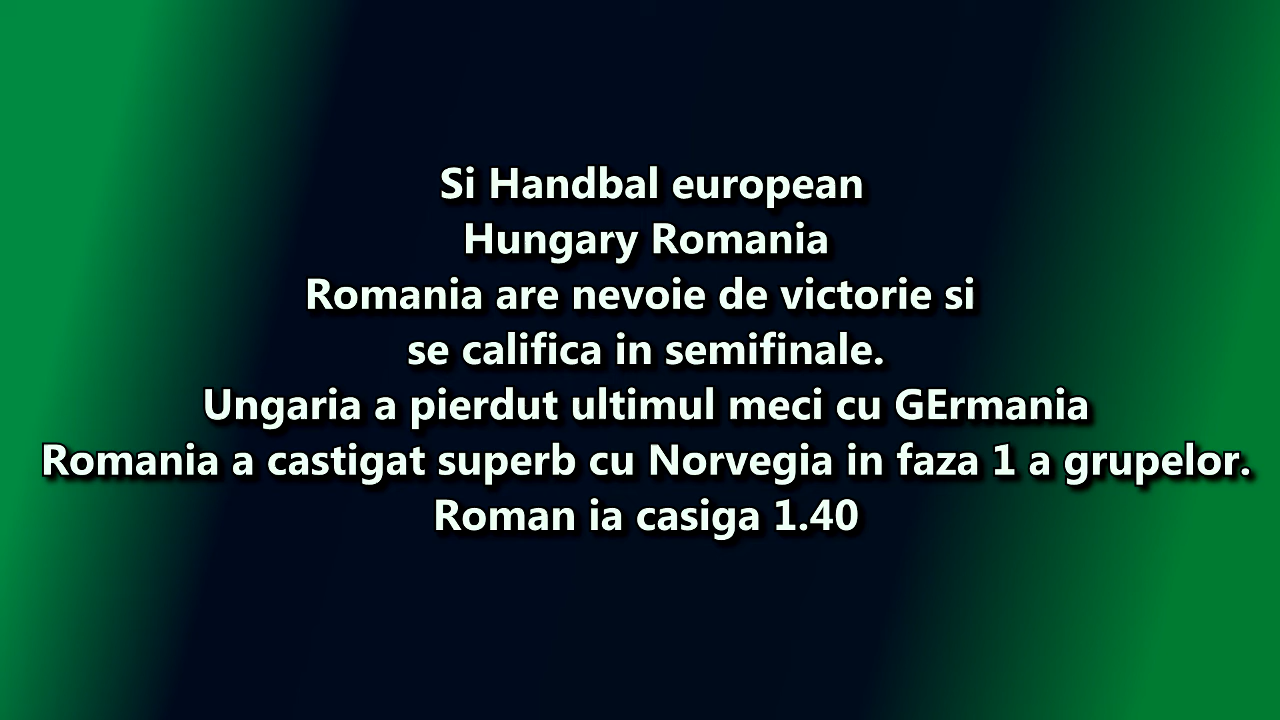 Si Handbal european
Hungary Romania
Romania are nevoie de victorie si
se califica in semifinale.
Ungaria a pierdut ultimul meci cu GErmania
Romania a castigat superb cu Norvegia in faza 1 a grupelor.
Roman ia casiga 1.40